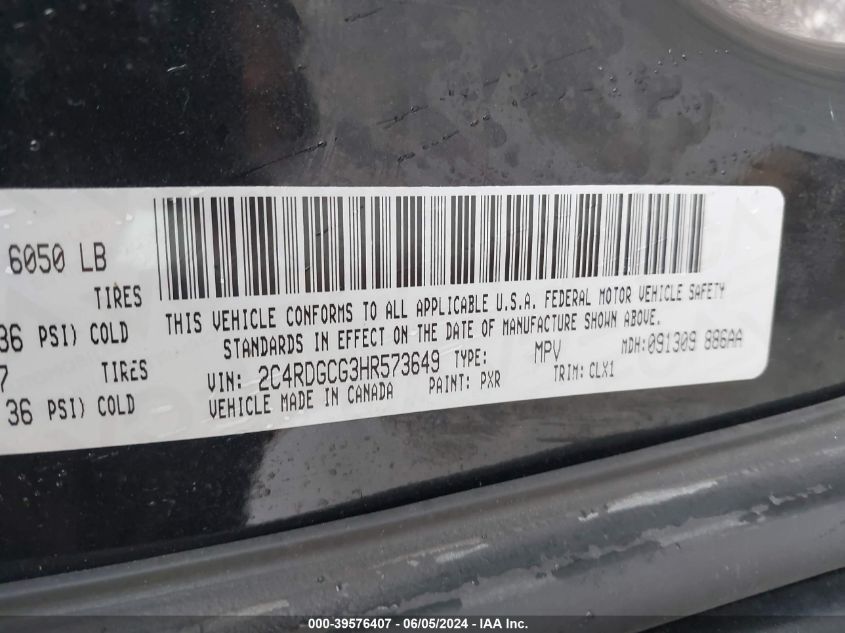 6050 LB
TIRES
36 PSI) COLD
7 TIRES
36 PSI) COLD
THIS VEHICLE CONFORMS TO ALL APPLICABLE U.S.A. FEDERAL MOTOR VEHICLE SAFETY
STANDARDS IN EFFECT ON THE DATE OF MANUFACTURE SHOWN ABOVE.
VIN: 2C4RDGCG3HR573649 TYPE: MPV MDH:091309 886AA
VEHICLE MADE IN CANADA PAINT: PXR TRIM: CLX1
000-39576407 - 06/05/2024 - IAA Inc.